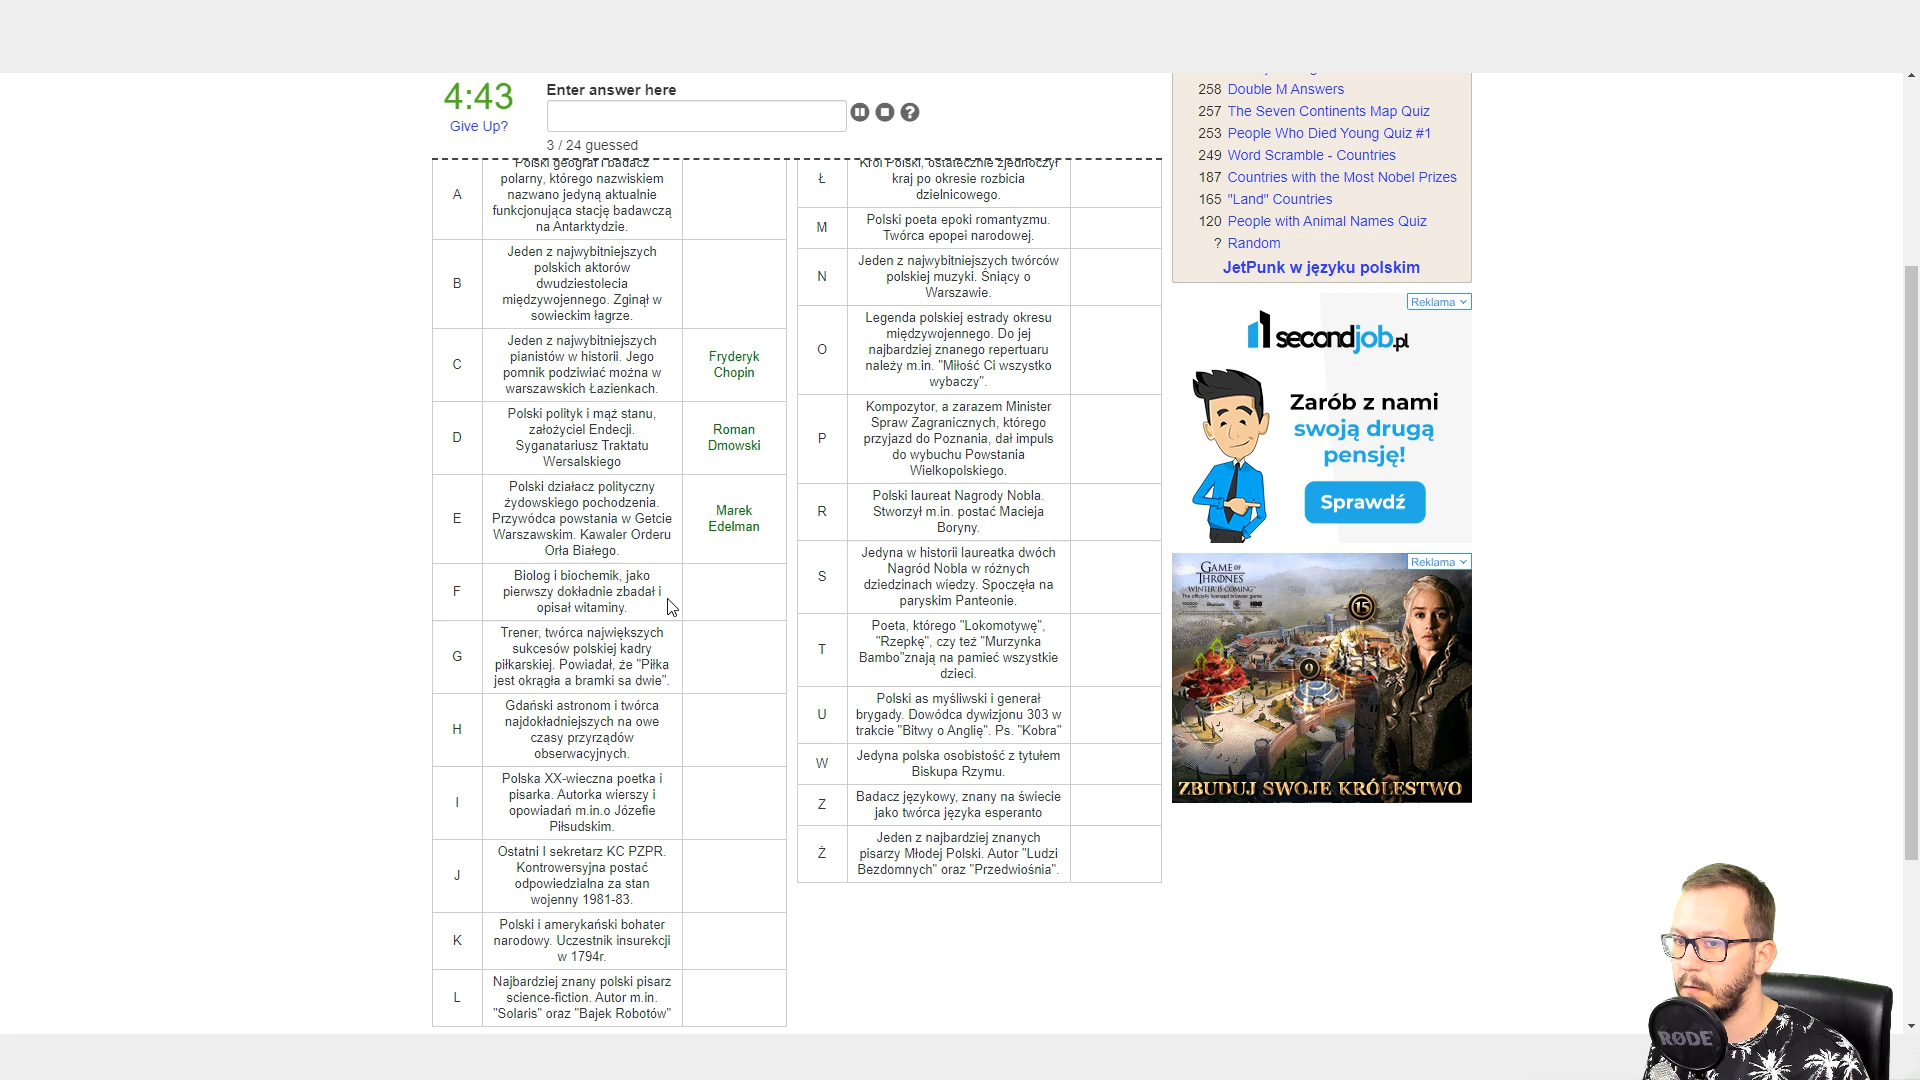 4:43
Give Up?
Enter answer here
3 / 24 guessed
A
Polski geograf i badacz
polarny, którego nazwiskiem
nazwano jedyną aktualnie
funkcjonująca stację badawczą
na Antarktydzie.
B
Jeden z najwybitniejszych
polskich aktorów
dwudziestolecia
międzywojennego. Zginął w
sowieckim łagrze.
C
Jeden z najwybitniejszych
pianistów w historii. Jego
pomnik podziwiać można w
warszawskich Łazienkach.
Fryderyk
Chopin
D
Polski polityk i mąż stanu,
założyciel Endecji.
Syganatariusz Traktatu
Wersalskiego
Roman
Dmowski
E
Polski działacz polityczny
żydowskiego pochodzenia.
Przywódca powstania w Getcie
Warszawskim. Kawaler Orderu
Orła Białego.
Marek
Edelman
F
Biolog i biochemik, jako
pierwszy dokładnie zbadał i
opisał witaminy.
G
Trener, twórca największych
sukcesów polskiej kadry
piłkarskiej. Powiadał, że "Piłka
jest okrągła a bramki sa dwie".
H
Gdański astronom i twórca
najdokładniejszych na owe
czasy przyrządów
obserwacyjnych.
I
Polska XX-wieczna poetka i
pisarka. Autorka wierszy i
opowiadań m.in.o Józefie
Piłsudskim.
J
Ostatni I sekretarz KC PZPR.
Kontrowersyjna postać
odpowiedzialna za stan
wojenny 1981-83.
K
Polski i amerykański bohater
narodowy. Uczestnik insurekcji
w 1794r.
L
Najbardziej znany polski pisarz
science-fiction. Autor m.in.
"Solaris" oraz "Bajek Robotów"
Ł
Król Polski, ostatecznie zjednoczył
kraj po okresie rozbicia
dzielnicowego.
M
Polski poeta epoki romantyzmu.
Twórca epopei narodowej.
N
Jeden z najwybitniejszych twórców
polskiej muzyki. Śniący o
Warszawie.
O
Legenda polskiej estrady okresu
międzywojennego. Do jej
najbardziej znanego repertuaru
należy m.in. "Miłość Ci wszystko
wybaczy".
P
Kompozytor, a zarazem Minister
Spraw Zagranicznych, którego
przyjazd do Poznania, dał impuls
do wybuchu Powstania
Wielkopolskiego.
R
Polski laureat Nagrody Nobla.
Stworzył m.in. postać Macieja
Boryny.
S
Jedyna w historii laureatka dwóch
Nagród Nobla w różnych
dziedzinach wiedzy. Spoczęła na
paryskim Panteonie.
T
Poeta, którego "Lokomotywę",
"Rzepkę", czy też "Murzynka
Bambo"znają na pamieć wszystkie
dzieci.
U
Polski as myśliwski i generał
brygady. Dowódca dywizjonu 303 w
trakcie "Bitwy o Anglię". Ps. "Kobra"
W
Jedyna polska osobistość z tytułem
Biskupa Rzymu.
Z
Badacz językowy, znany na świecie
jako twórca języka esperanto
Ż
Jeden z najbardziej znanych
pisarzy Młodej Polski. Autor "Ludzi
Bezdomnych" oraz "Przedwiośnia".
258 Double M Answers
257 The Seven Continents Map Quiz
253 People Who Died Young Quiz #1
249 Word Scramble - Countries
187 Countries with the Most Nobel Prizes
165 "Land" Countries
120 People with Animal Names Quiz
? Random
JetPunk w języku polskim
Reklama
secondjob.pl
Zarób z nami
swoją drugą
pensję!
Sprawdź
Reklama
GAME OF
THRONES
WINTER IS COMING
The officially licensed browser game
15
9
ZBUDUJ SWOJE KRÓLESTWO
RØDE